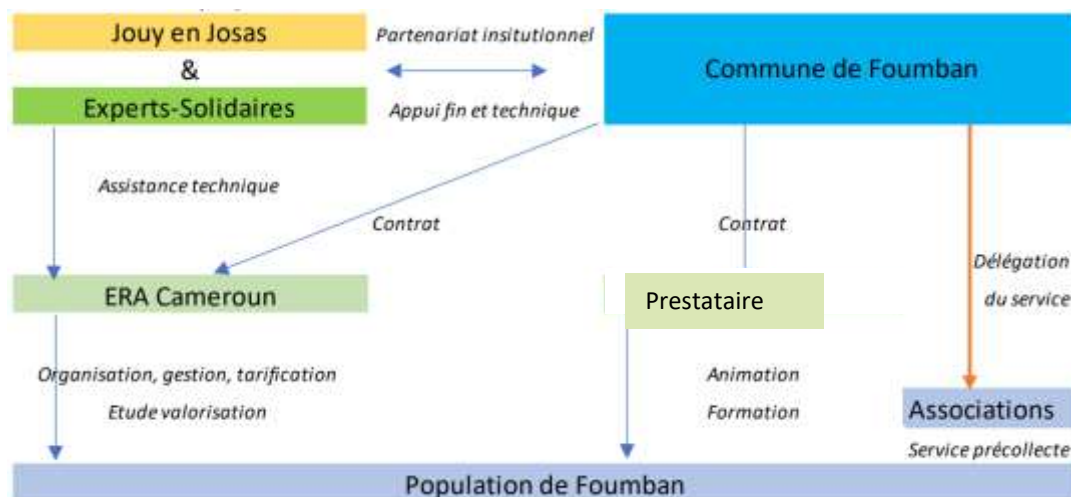 Jouy en Josas
&
Experts-Solidaires
Partenariat insitutionnel
Appui fin et technique
Commune de Foumban
Assistance technique
Contrat
Contrat
Délégation
du service
ERA Cameroun
Prestataire
Organisation, gestion, tarification
Etude valorisation
Animation
Formation
Associations
Service précollecte
Population de Foumban